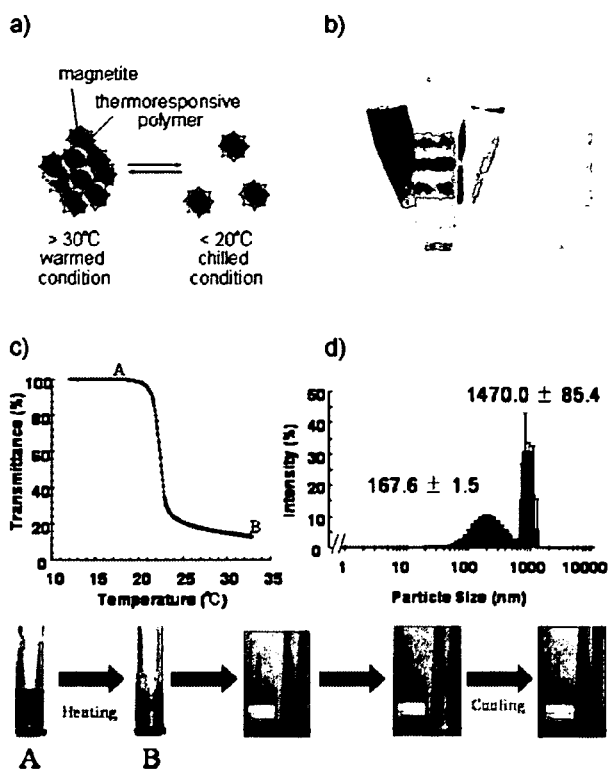 a)
magnetite
thermoresponsive
polymer
> 30°C
warmed
condition
< 20°C
chilled
condition
b)
c)
A
B
Transmittance (%)
100
80
60
40
20
0
10
15
20
25
30
35
Temperature (°C)
d)
1470.0 ± 85.4
167.6 ± 1.5
Intensity (%)
50
40
30
20
10
0
1
10
100
1000
10000
Particle Size (nm)
Heating
Cooling
A
B